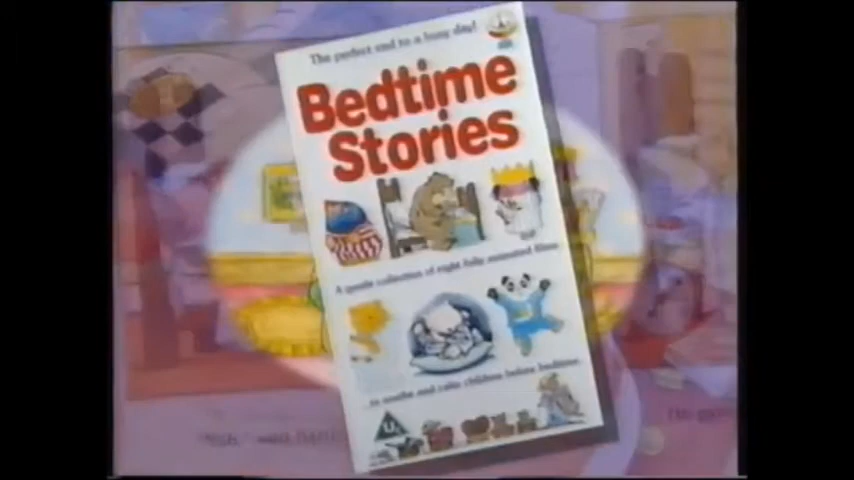 The perfect end to a busy day!
Bedtime
Stories
A gentle collection of eight fully animated films
to soothe and calm children before bedtime.
U